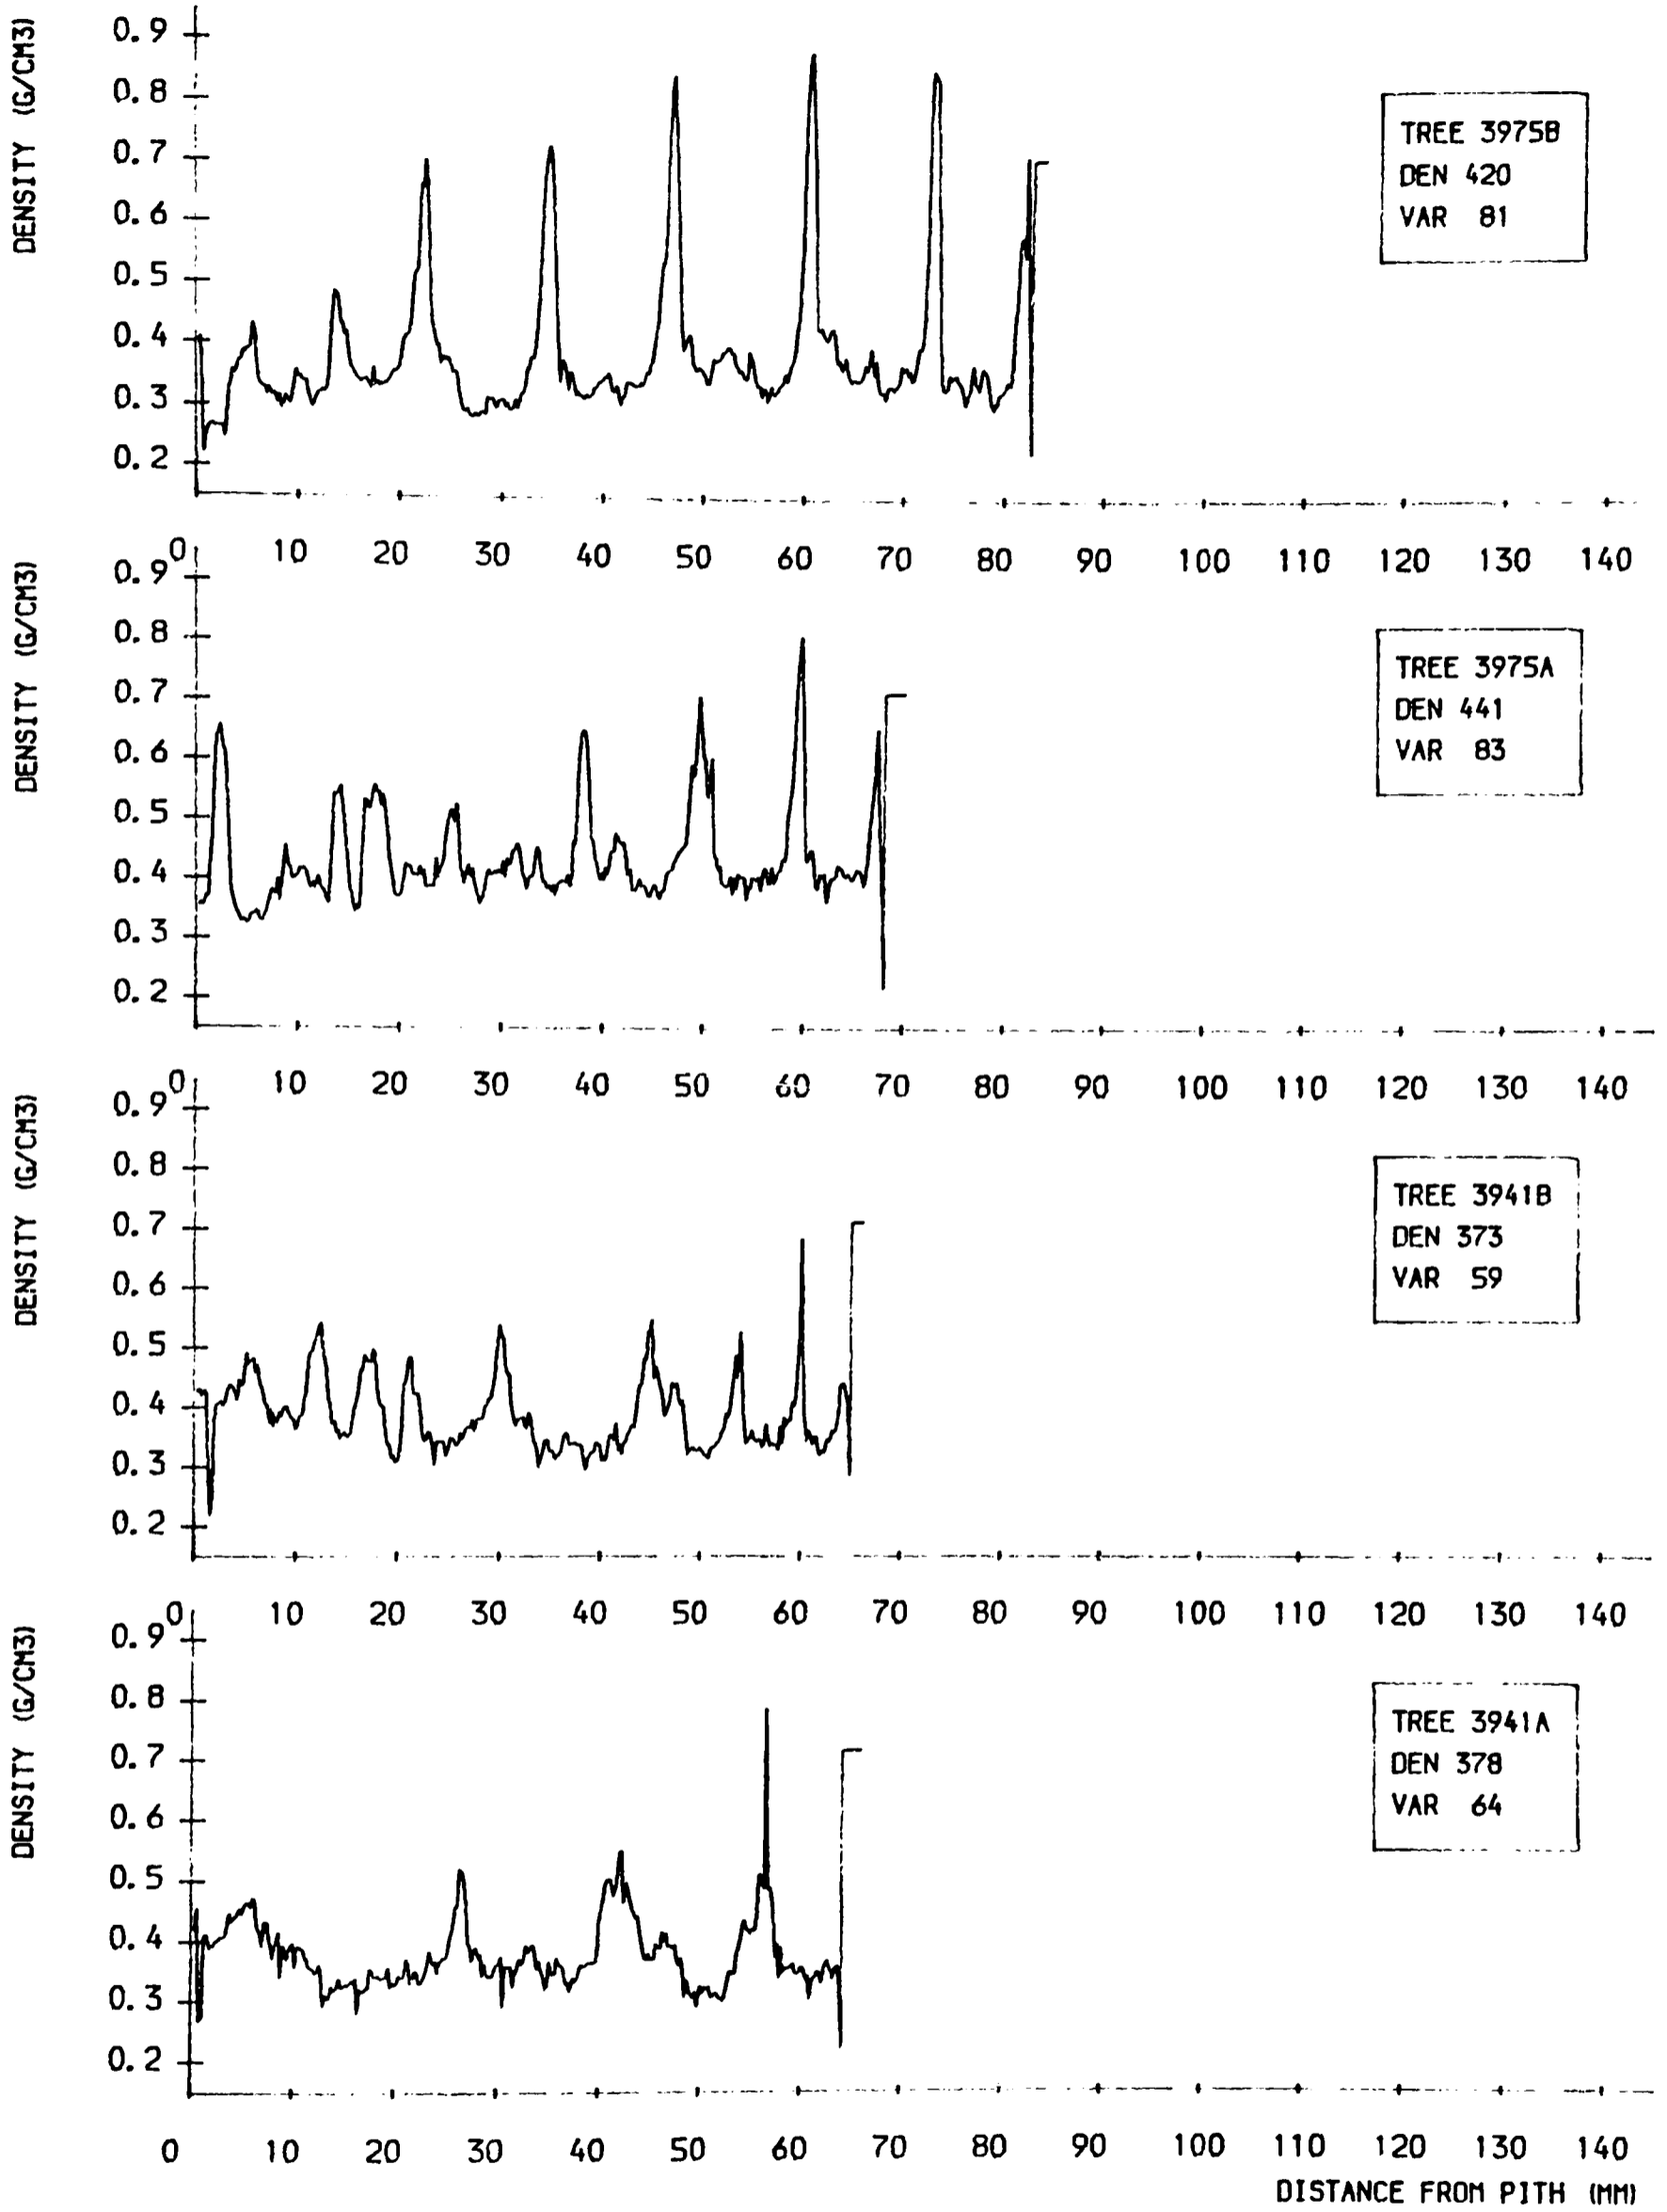 DENSITY (G/CM3)
0.9
0.8
0.7
0.6
0.5
0.4
0.3
0.2
TREE 3975B
DEN 420
VAR 81
0 10 20 30 40 50 60 70 80 90 100 110 120 130 140
DENSITY (G/CM3)
0.9
0.8
0.7
0.6
0.5
0.4
0.3
0.2
TREE 3975A
DEN 441
VAR 83
0 10 20 30 40 50 60 70 80 90 100 110 120 130 140
DENSITY (G/CM3)
0.9
0.8
0.7
0.6
0.5
0.4
0.3
0.2
TREE 3941B
DEN 373
VAR 59
0 10 20 30 40 50 60 70 80 90 100 110 120 130 140
DENSITY (G/CM3)
0.9
0.8
0.7
0.6
0.5
0.4
0.3
0.2
TREE 3941A
DEN 378
VAR 64
0 10 20 30 40 50 60 70 80 90 100 110 120 130 140
DISTANCE FROM PITH (MM)